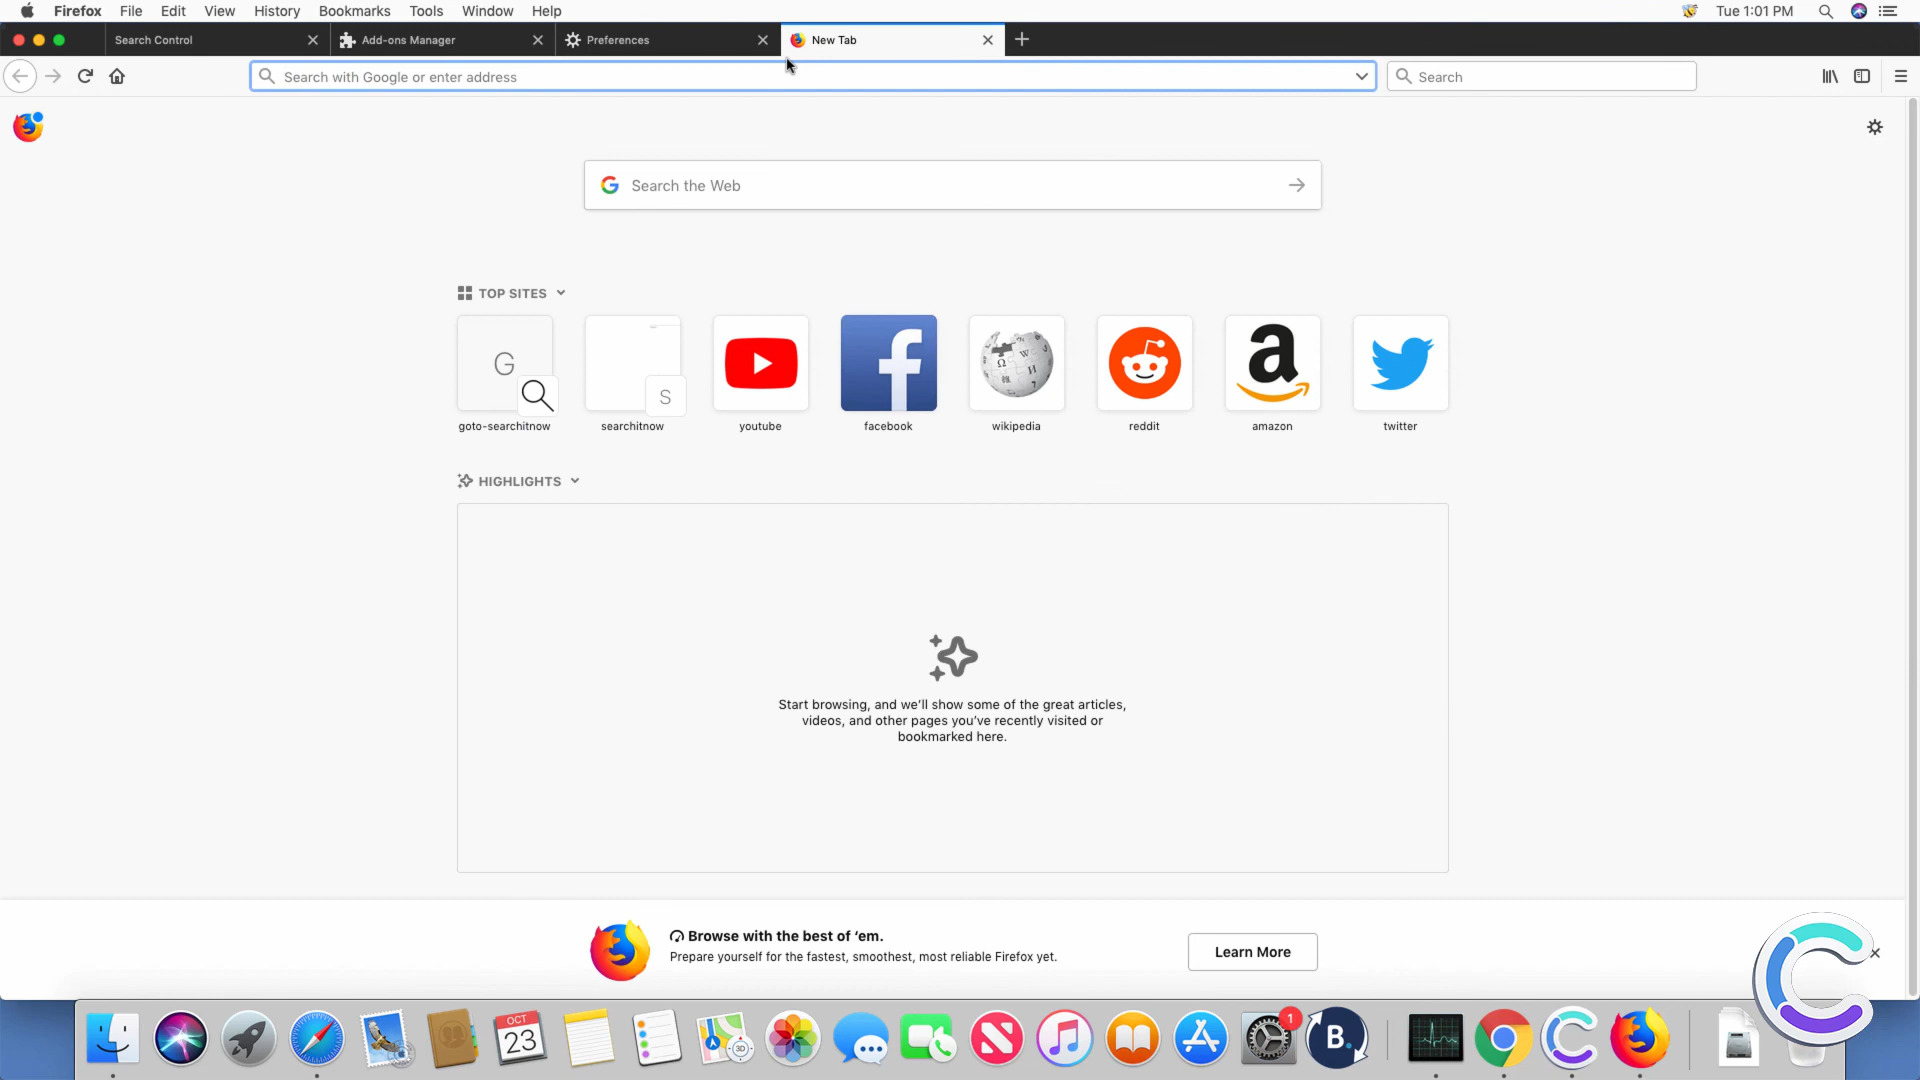 Firefox File Edit View History Bookmarks Tools Window Help Tue 1:01 PM
Search Control Add-ons Manager Preferences New Tab
Search with Google or enter address Search
Search the Web
TOP SITES
G
S
goto-searchitnow searchitnow youtube facebook wikipedia reddit amazon twitter
HIGHLIGHTS
Start browsing, and we'll show some of the great articles,
videos, and other pages you've recently visited or
bookmarked here.
Browse with the best of ‘em.
Prepare yourself for the fastest, smoothest, most reliable Firefox yet.
Learn More
OCT
23
3D
1
B.